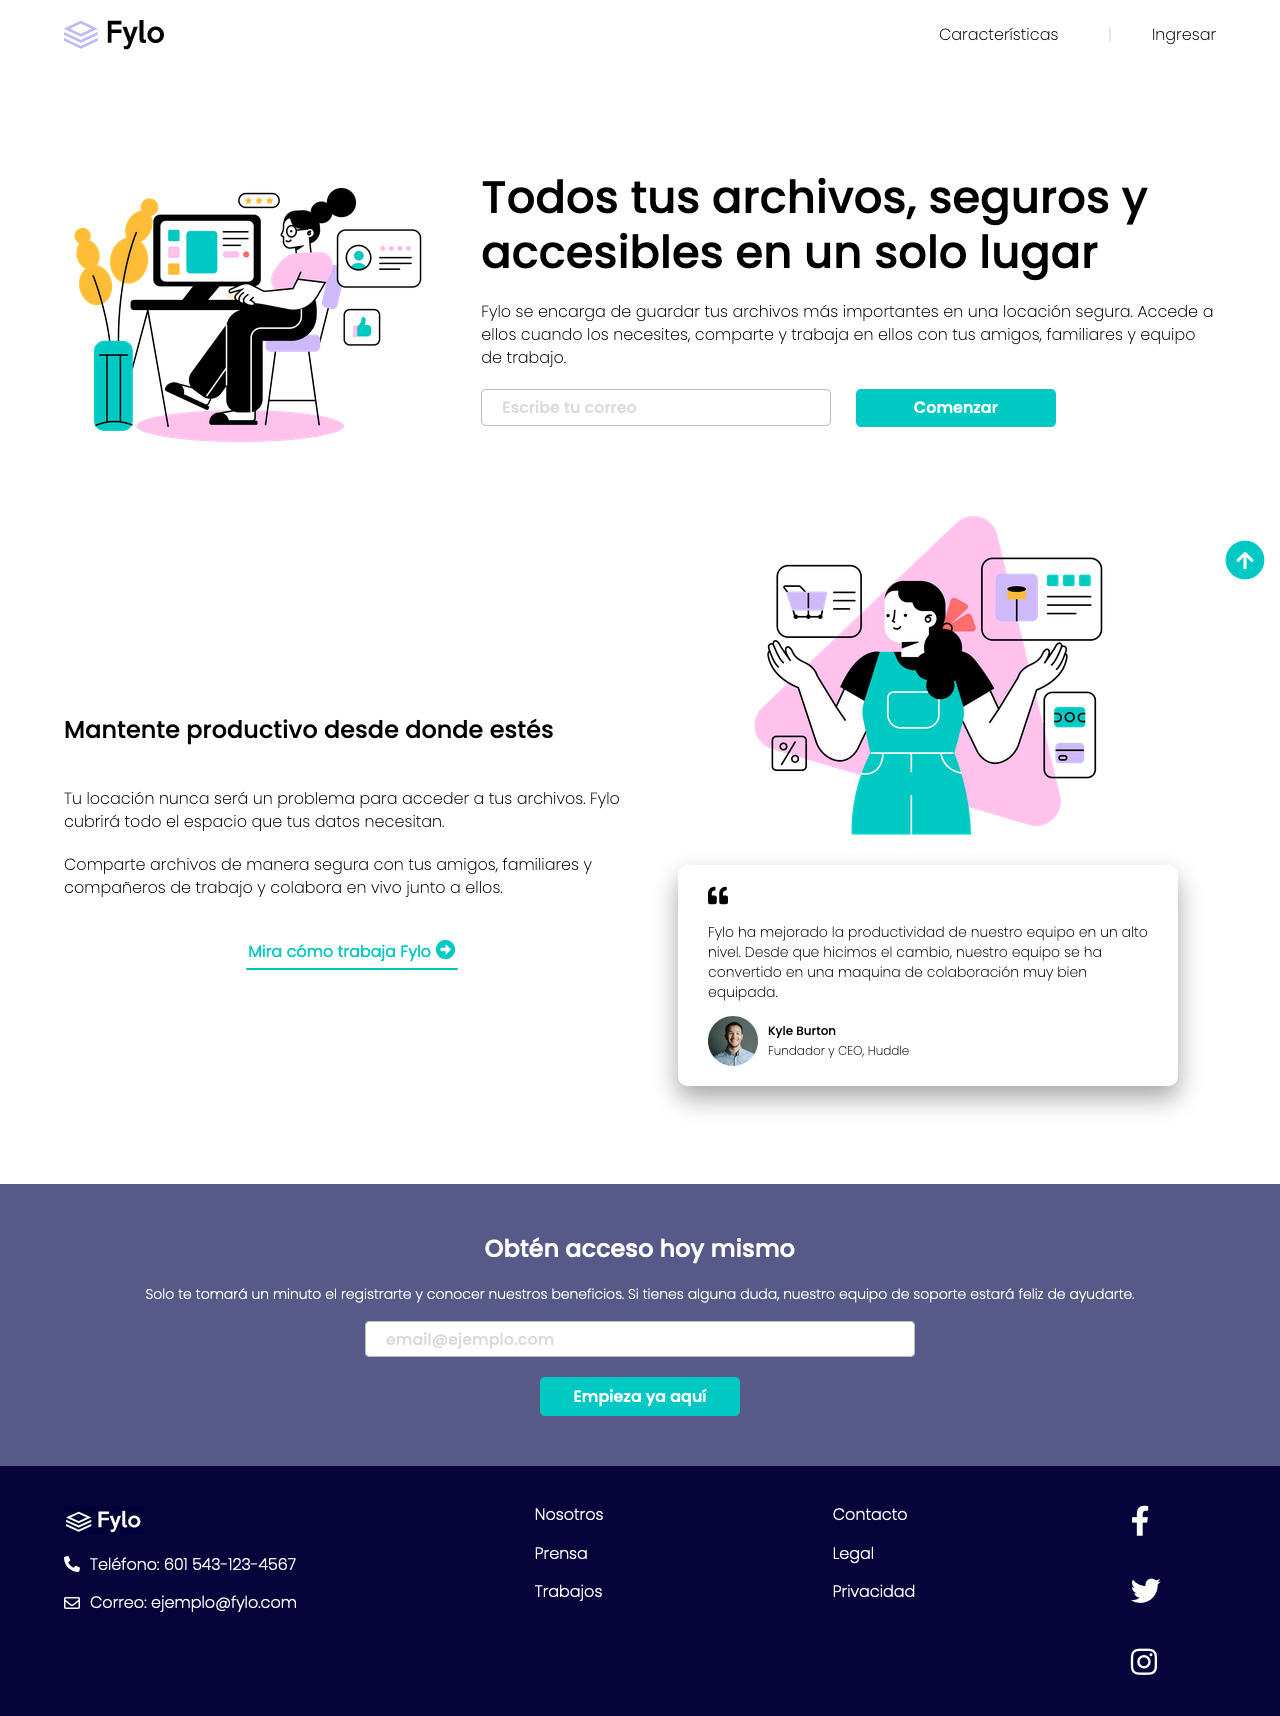 Fylo
Características | Ingresar
Todos tus archivos, seguros y
accesibles en un solo lugar
Fylo se encarga de guardar tus archivos más importantes en una locación segura. Accede a
ellos cuando los necesites, comparte y trabaja en ellos con tus amigos, familiares y equipo
de trabajo.
Escribe tu correo
Comenzar
%
Mantente productivo desde donde estés
Tu locación nunca será un problema para acceder a tus archivos. Fylo
cubrirá todo el espacio que tus datos necesitan.
Comparte archivos de manera segura con tus amigos, familiares y
compañeros de trabajo y colabora en vivo junto a ellos.
Mira cómo trabaja Fylo
“
Fylo ha mejorado la productividad de nuestro equipo en un alto
nivel. Desde que hicimos el cambio, nuestro equipo se ha
convertido en una maquina de colaboración muy bien
equipada.
Kyle Burton
Fundador y CEO, Huddle
Obtén acceso hoy mismo
Solo te tomará un minuto el registrarte y conocer nuestros beneficios. Si tienes alguna duda, nuestro equipo de soporte estará feliz de ayudarte.
email@ejemplo.com
Empieza ya aquí
Fylo
Teléfono: 601 543-123-4567
Correo: ejemplo@fylo.com
Nosotros
Prensa
Trabajos
Contacto
Legal
Privacidad